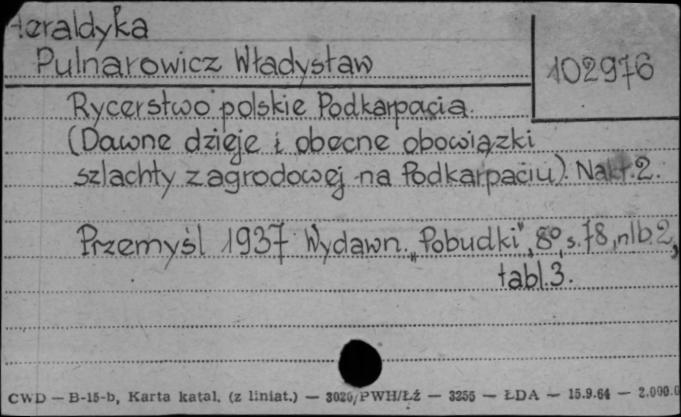 Heraldyka
Pulnarowicz Władysław
102976
Rycerstwo polskie Podkarpacia
(Dawne dzieje i obecne obowiązki
szlachty zagrodowej na Podkarpaciu). Nakł. 2.
Przemyśl 1937 Wydawn. „Pobudki", 8°, s. 78, nlb. 2,
tabl. 3.
CWD — B-15-b, Karta katal. (z liniat.) — 3020/PWH/ŁŹ — 3255 — ŁDA — 15.9.64 — 2.000.0